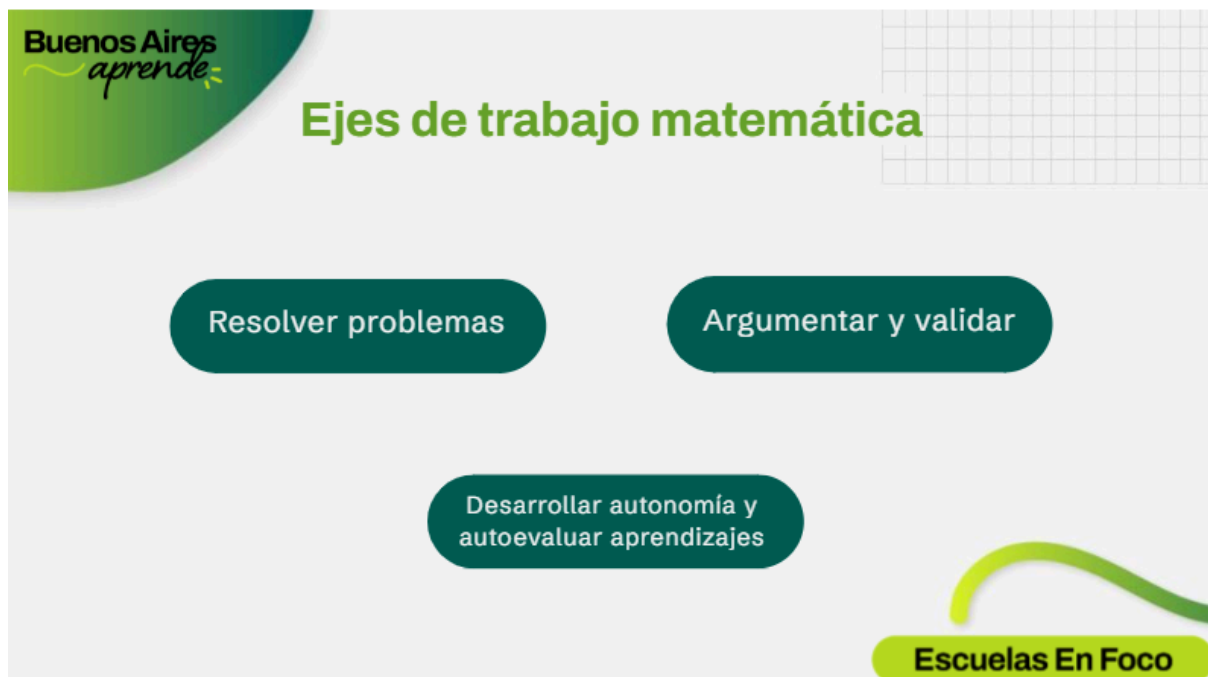 Buenos Aires
aprende
Ejes de trabajo matemática
Resolver problemas
Argumentar y validar
Desarrollar autonomía y
autoevaluar aprendizajes
Escuelas En Foco